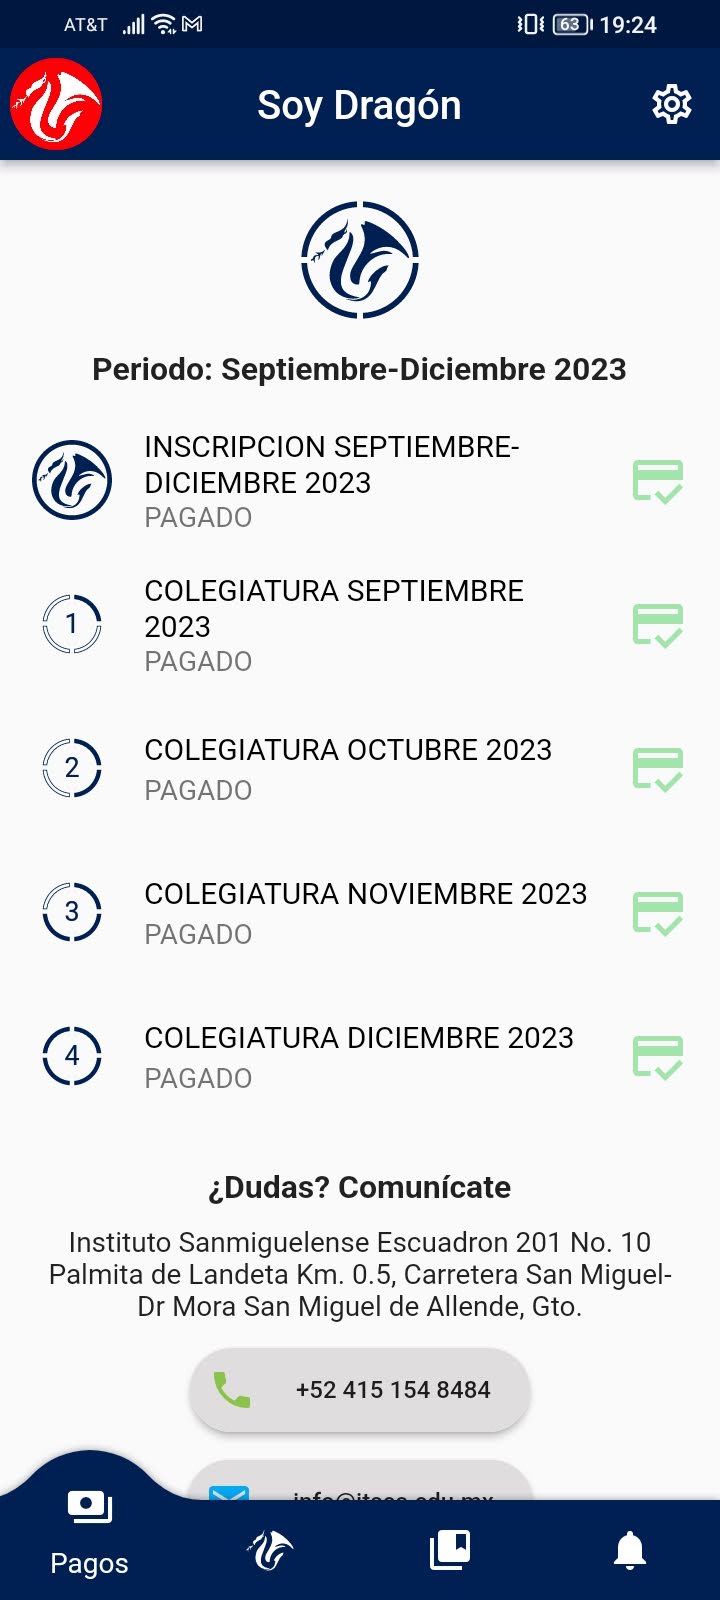 AT&T 63 19:24
Soy Dragón
Periodo: Septiembre-Diciembre 2023
INSCRIPCION SEPTIEMBRE-
DICIEMBRE 2023
PAGADO
1
COLEGIATURA SEPTIEMBRE
2023
PAGADO
2
COLEGIATURA OCTUBRE 2023
PAGADO
3
COLEGIATURA NOVIEMBRE 2023
PAGADO
4
COLEGIATURA DICIEMBRE 2023
PAGADO
¿Dudas? Comunícate
Instituto Sanmiguelense Escuadron 201 No. 10
Palmita de Landeta Km. 0.5, Carretera San Miguel-
Dr Mora San Miguel de Allende, Gto.
+52 415 154 8484
Pagos